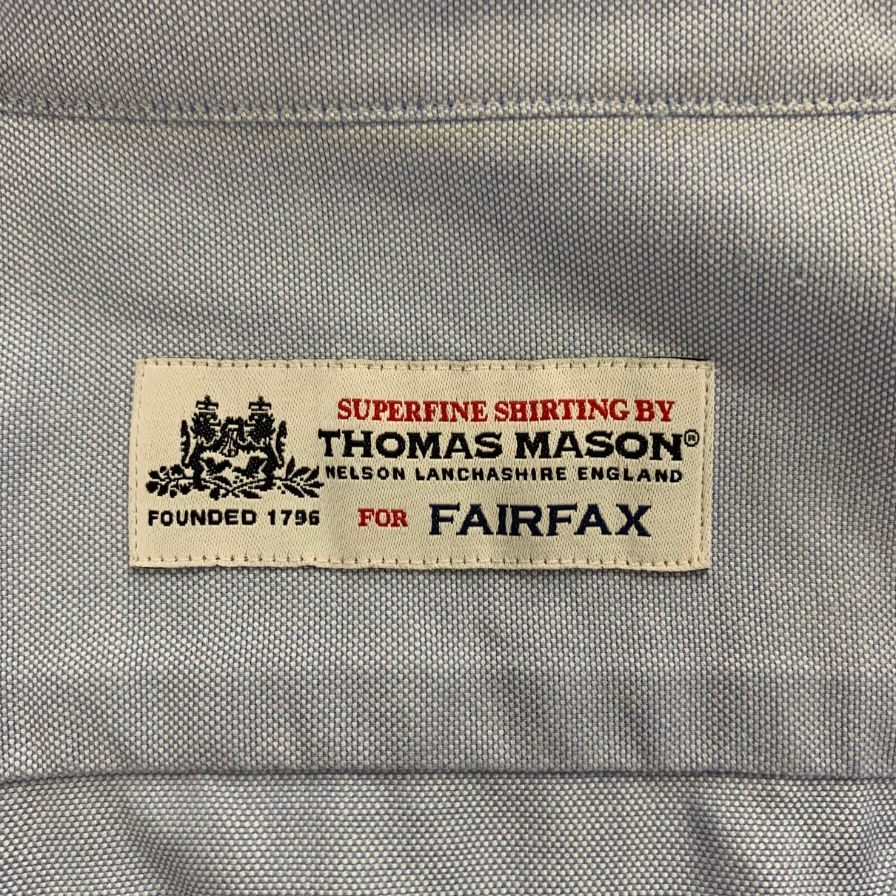 SUPERFINE SHIRTING BY
THOMAS MASON®
NELSON LANCHASHIRE ENGLAND
FOUNDED 1796
FOR FAIRFAX